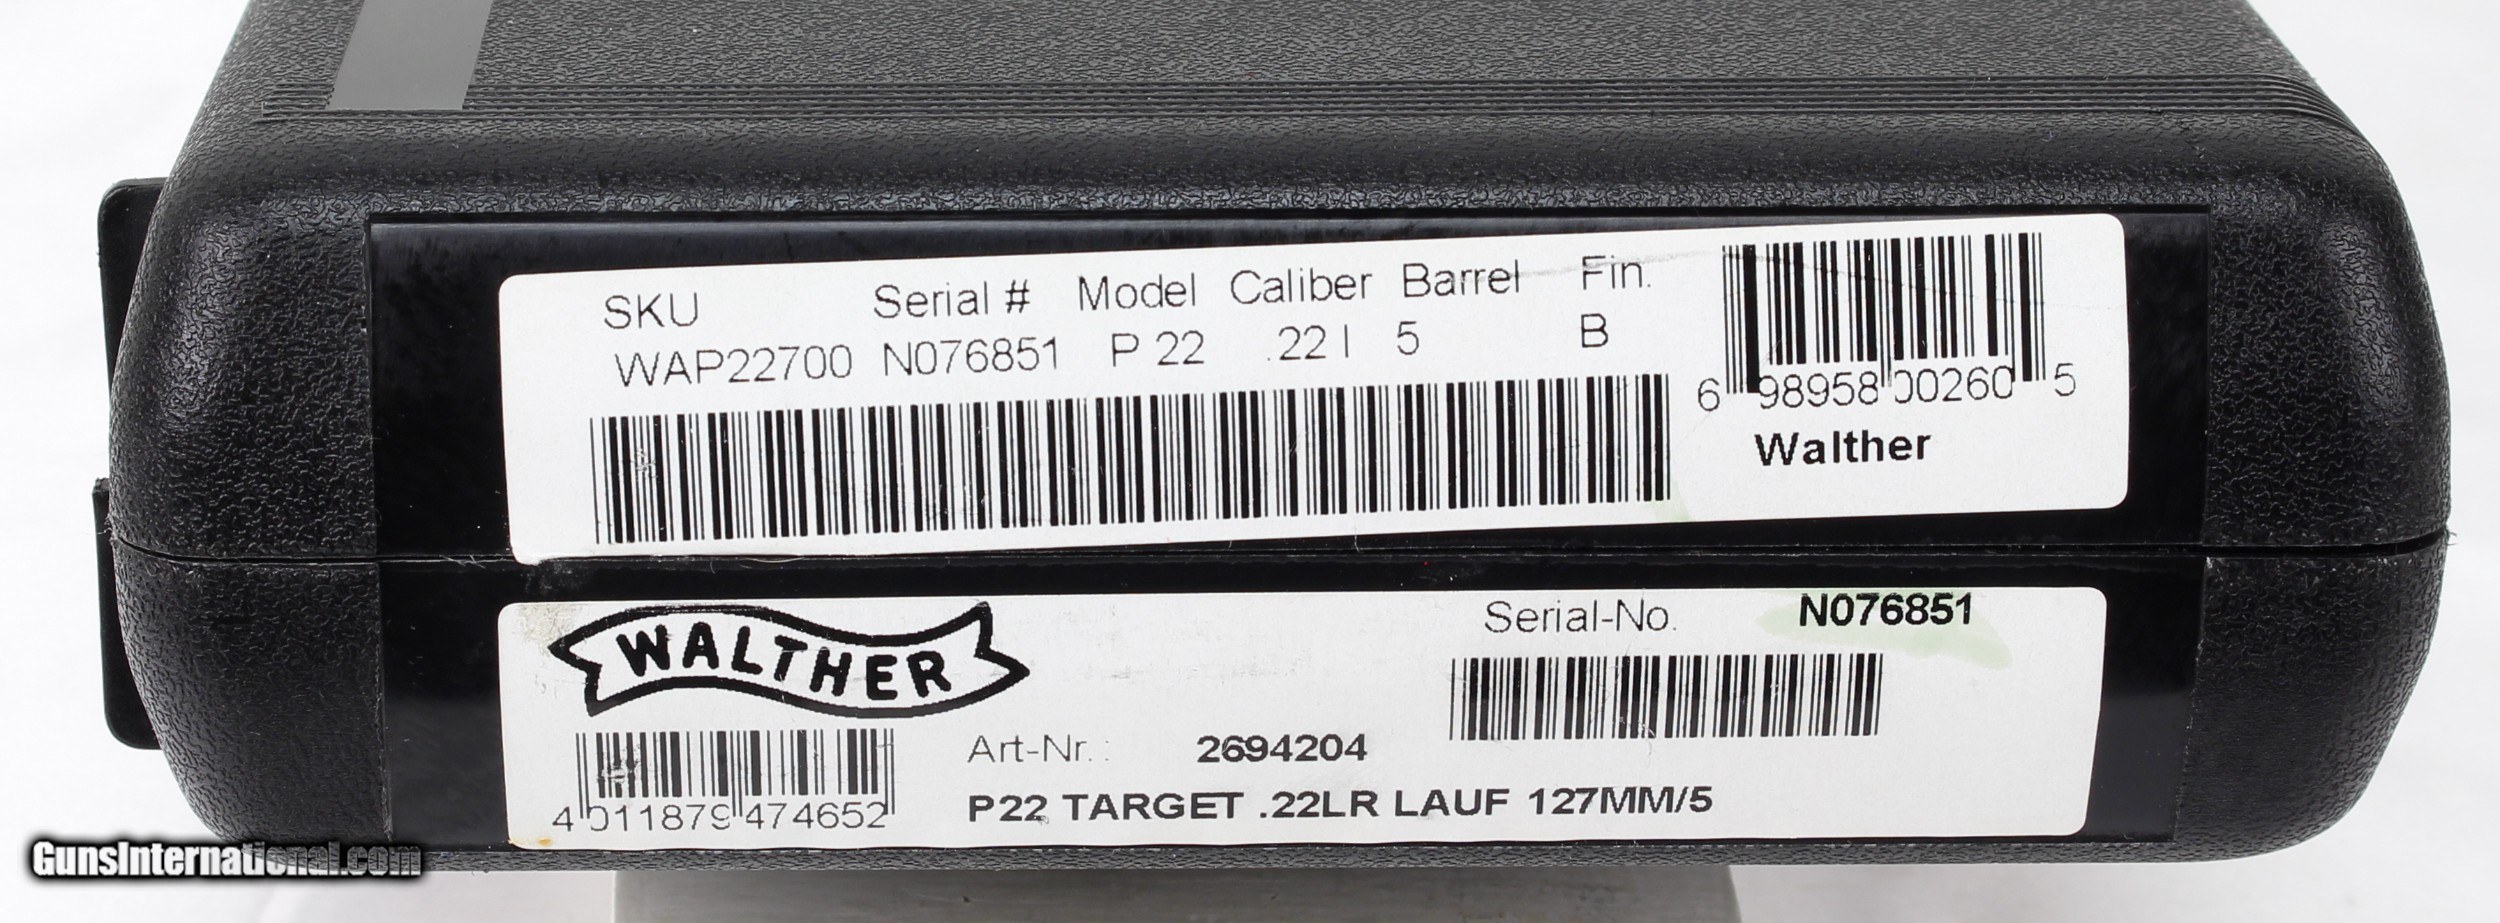 SKU Serial # Model Caliber Barrel Fin.
WAP22700 N076851 P 22 .22 l 5 B
6 98958 00260 5
Walther
WALTHER
Serial-No. N076851
Art-Nr.: 2694204
4 011879 474652
P22 TARGET .22LR LAUF 127MM/5
GunsInternational.com